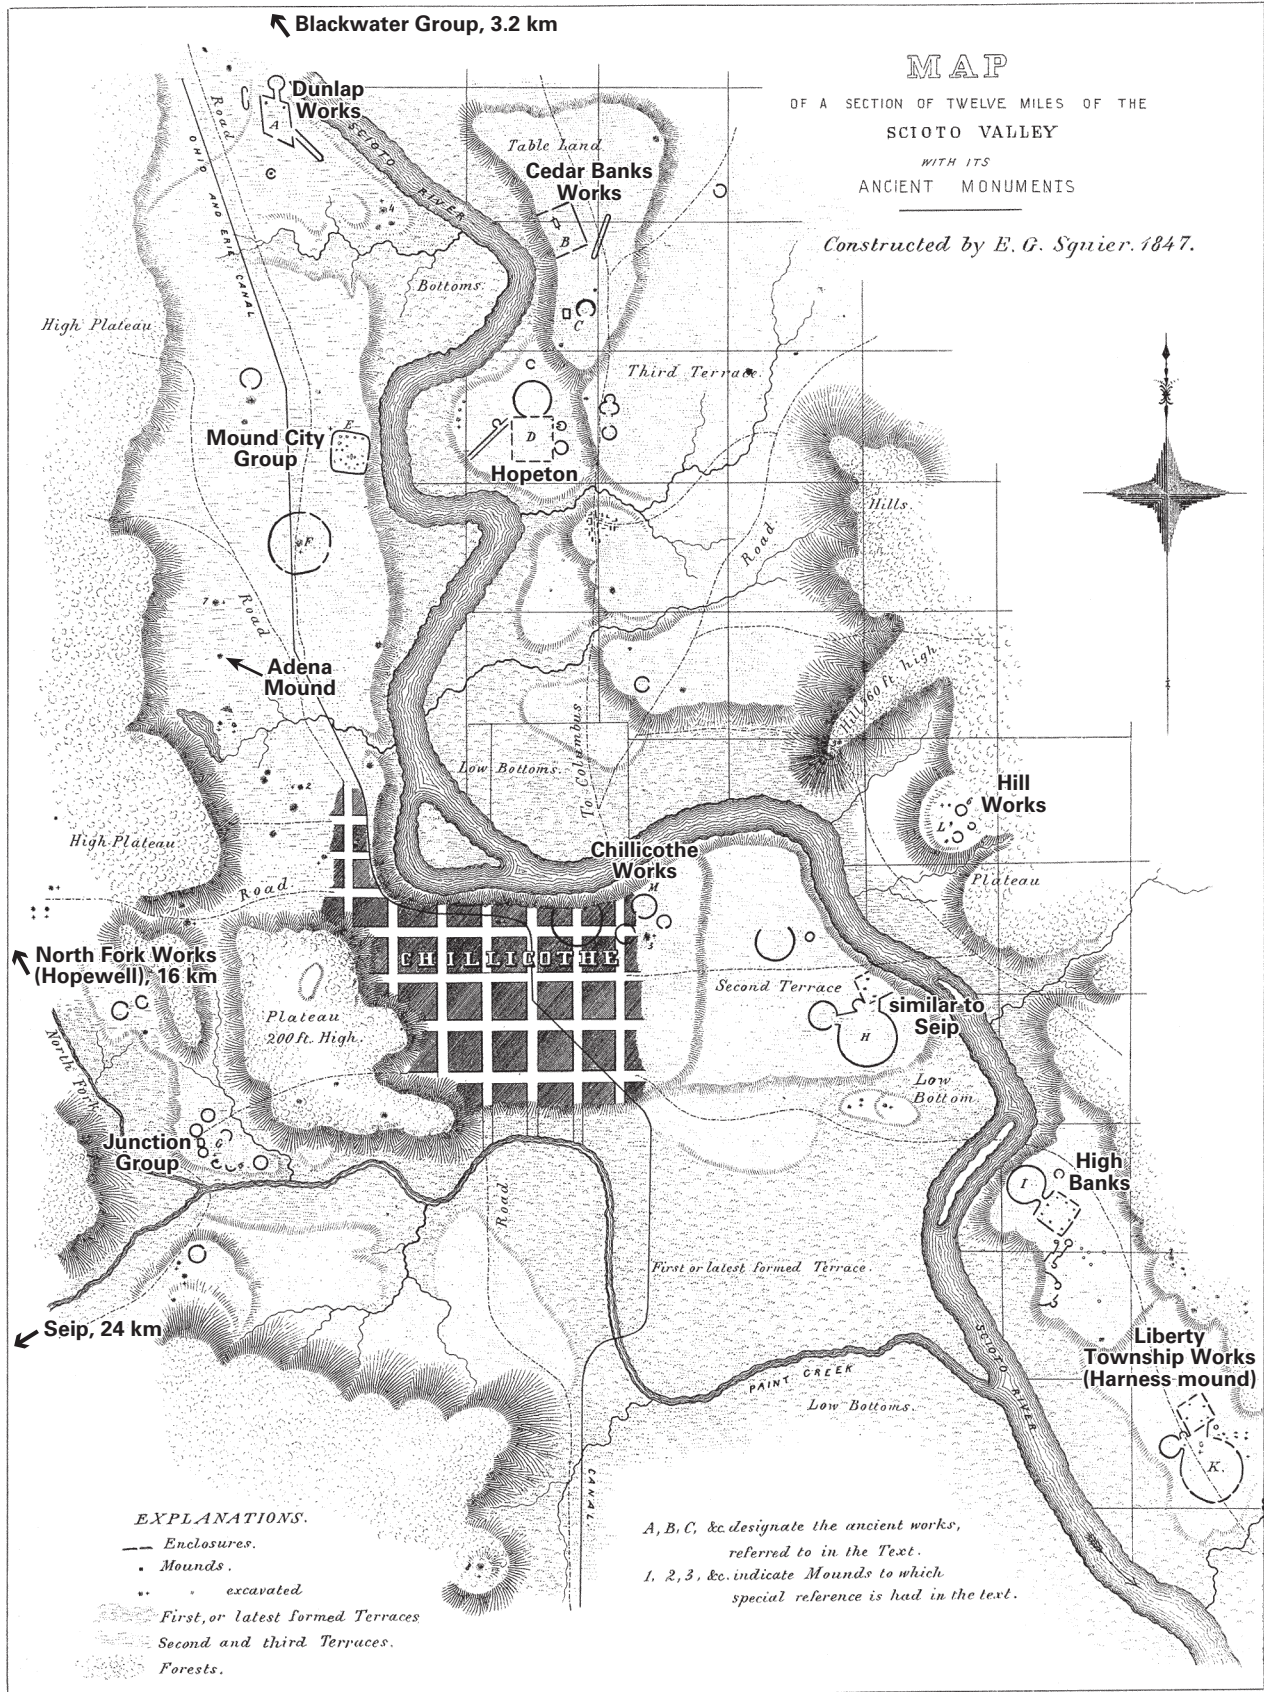 Blackwater Group, 3.2 km
MAP
OF A SECTION OF TWELVE MILES OF THE
SCIOTO VALLEY
WITH ITS
ANCIENT MONUMENTS
Constructed by E. G. Squier. 1847.
Dunlap
Works
A
Road
OHIO AND ERIE CANAL
SCIOTO RIVER
4
Table Land
Cedar Banks
Works
B
Bottoms.
C
High Plateau
Third Terrace.
E
Mound City
Group
D
Hopeton
F
Hills.
Road
7
Road
Adena
Mound
Hill 360 ft. high
To Columbus
Low Bottoms.
2
Hill
Works
L
High Plateau
Chillicothe
Works
M
Plateau
Road
3
North Fork Works
(Hopewell), 16 km
CHILLICOTHE
Second Terrace
similar to
Seip
H
Plateau
200 ft. High.
North Fork
Low
Bottom
Junction
Group
G
High
Banks
I
Road
First or latest formed Terrace.
Seip, 24 km
SCIOTO RIVER
Liberty
Township Works
(Harness mound)
PAINT CREEK
Low Bottoms.
K.
CANAL.
EXPLANATIONS.
Enclosures.
Mounds.
" excavated
First, or latest formed Terraces
Second and third Terraces.
Forests.
A, B, C, &c. designate the ancient works,
referred to in the Text.
1, 2, 3, &c. indicate Mounds to which
special reference is had in the text.